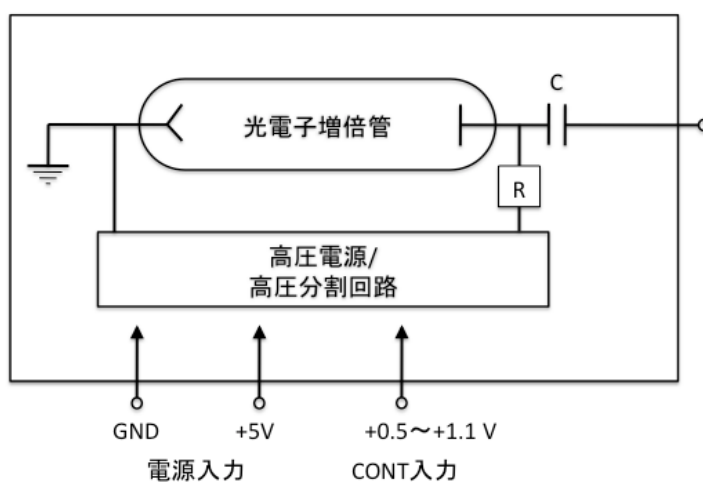 C
光電子増倍管
R
高圧電源/
高圧分割回路
GND +5V +0.5〜+1.1 V
電源入力 CONT入力